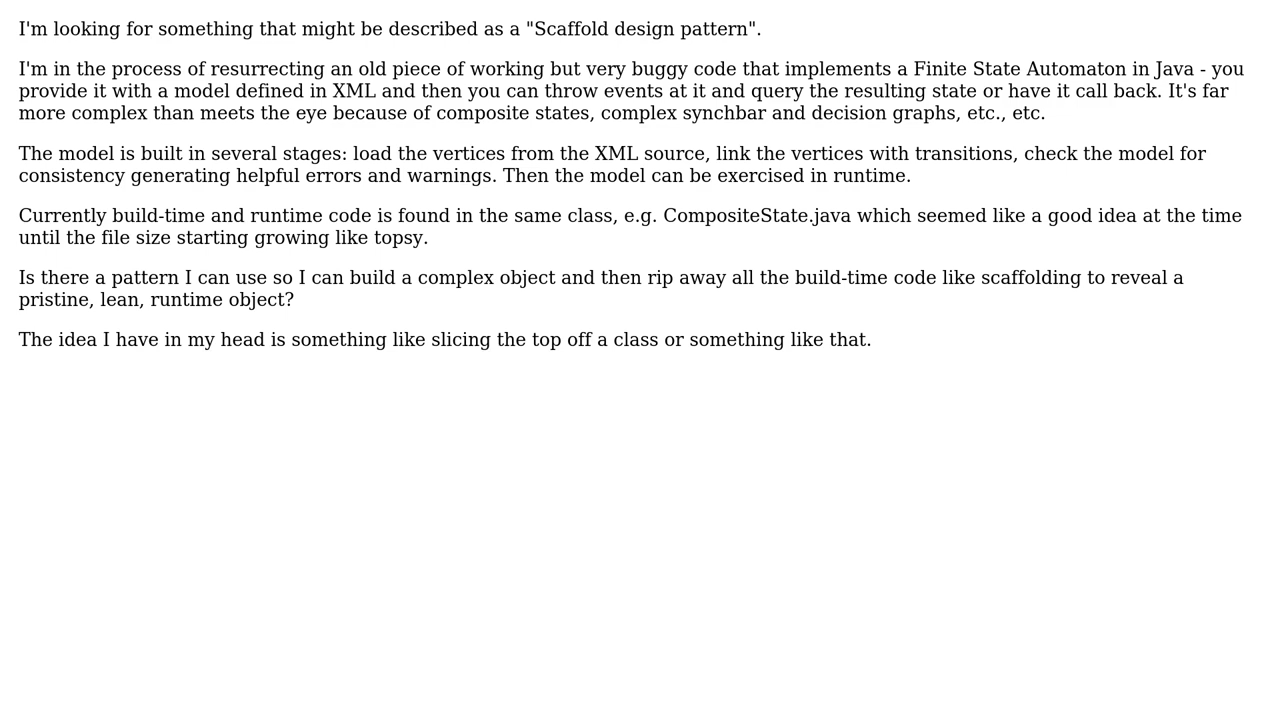 I'm looking for something that might be described as a "Scaffold design pattern".
I'm in the process of resurrecting an old piece of working but very buggy code that implements a Finite State Automaton in Java - you
provide it with a model defined in XML and then you can throw events at it and query the resulting state or have it call back. It's far
more complex than meets the eye because of composite states, complex synchbar and decision graphs, etc., etc.
The model is built in several stages: load the vertices from the XML source, link the vertices with transitions, check the model for
consistency generating helpful errors and warnings. Then the model can be exercised in runtime.
Currently build-time and runtime code is found in the same class, e.g. CompositeState.java which seemed like a good idea at the time
until the file size starting growing like topsy.
Is there a pattern I can use so I can build a complex object and then rip away all the build-time code like scaffolding to reveal a
pristine, lean, runtime object?
The idea I have in my head is something like slicing the top off a class or something like that.